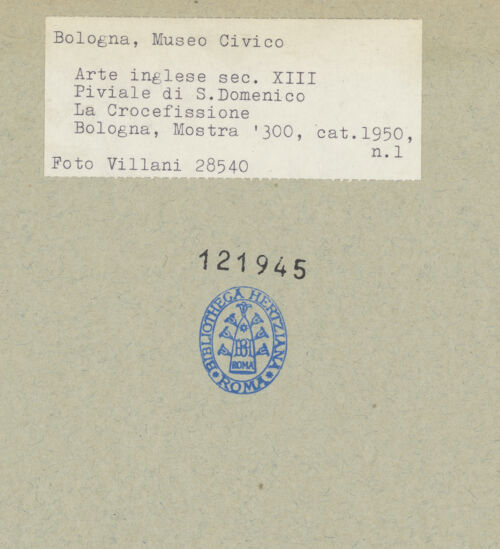 Bologna, Museo Civico
Arte inglese sec. XIII
Piviale di S.Domenico
La Crocefissione
Bologna, Mostra '300, cat.1950,
n.1
Foto Villani 28540
121945
BIBLIOTHECA HERTZIANA
BH
ROMA
ROMA